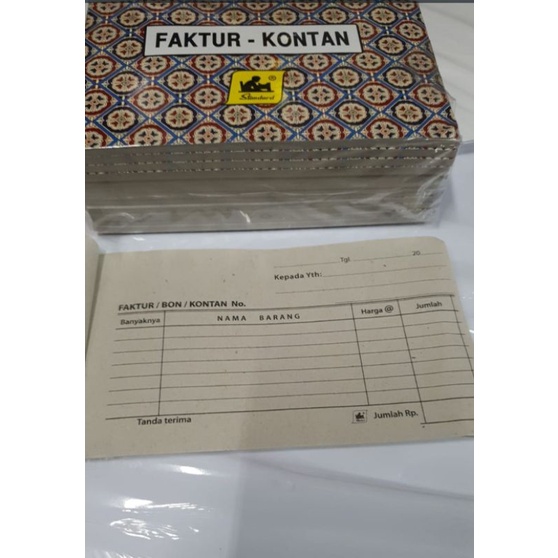 FAKTUR - KONTAN
®
Standard
Tgl 20
Kepada Yth:
FAKTUR / BON / KONTAN No.
Banyaknya NAMA BARANG Harga @ Jumlah
Tanda terima Jumlah Rp.